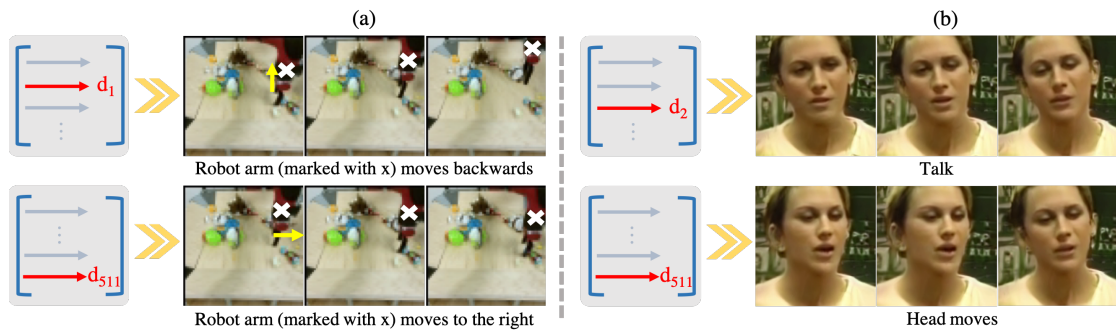 (a)
d1
Robot arm (marked with x) moves backwards
d511
Robot arm (marked with x) moves to the right
(b)
d2
Talk
d511
Head moves